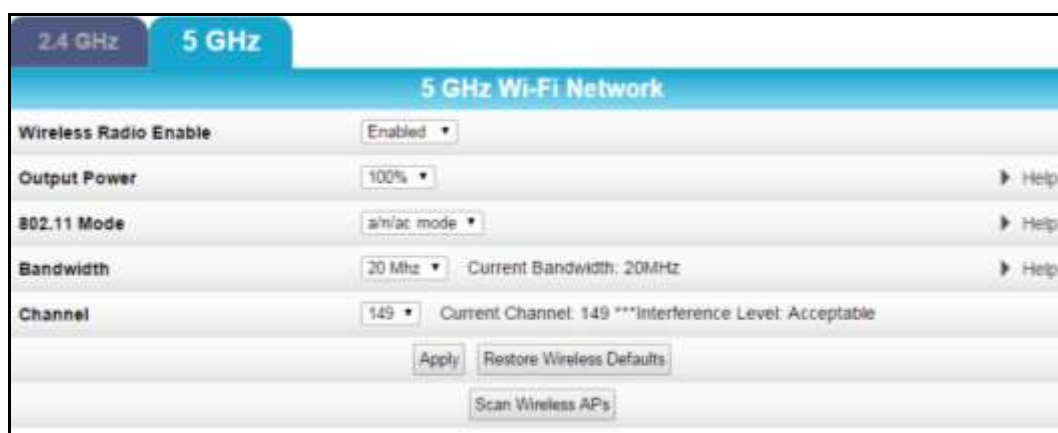 2.4 GHz 5 GHz
5 GHz Wi-Fi Network
Wireless Radio Enable Enabled
Output Power 100% Help
802.11 Mode a/n/ac mode Help
Bandwidth 20 Mhz Current Bandwidth: 20MHz Help
Channel 149 Current Channel: 149 ***Interference Level: Acceptable
Apply Restore Wireless Defaults
Scan Wireless APs